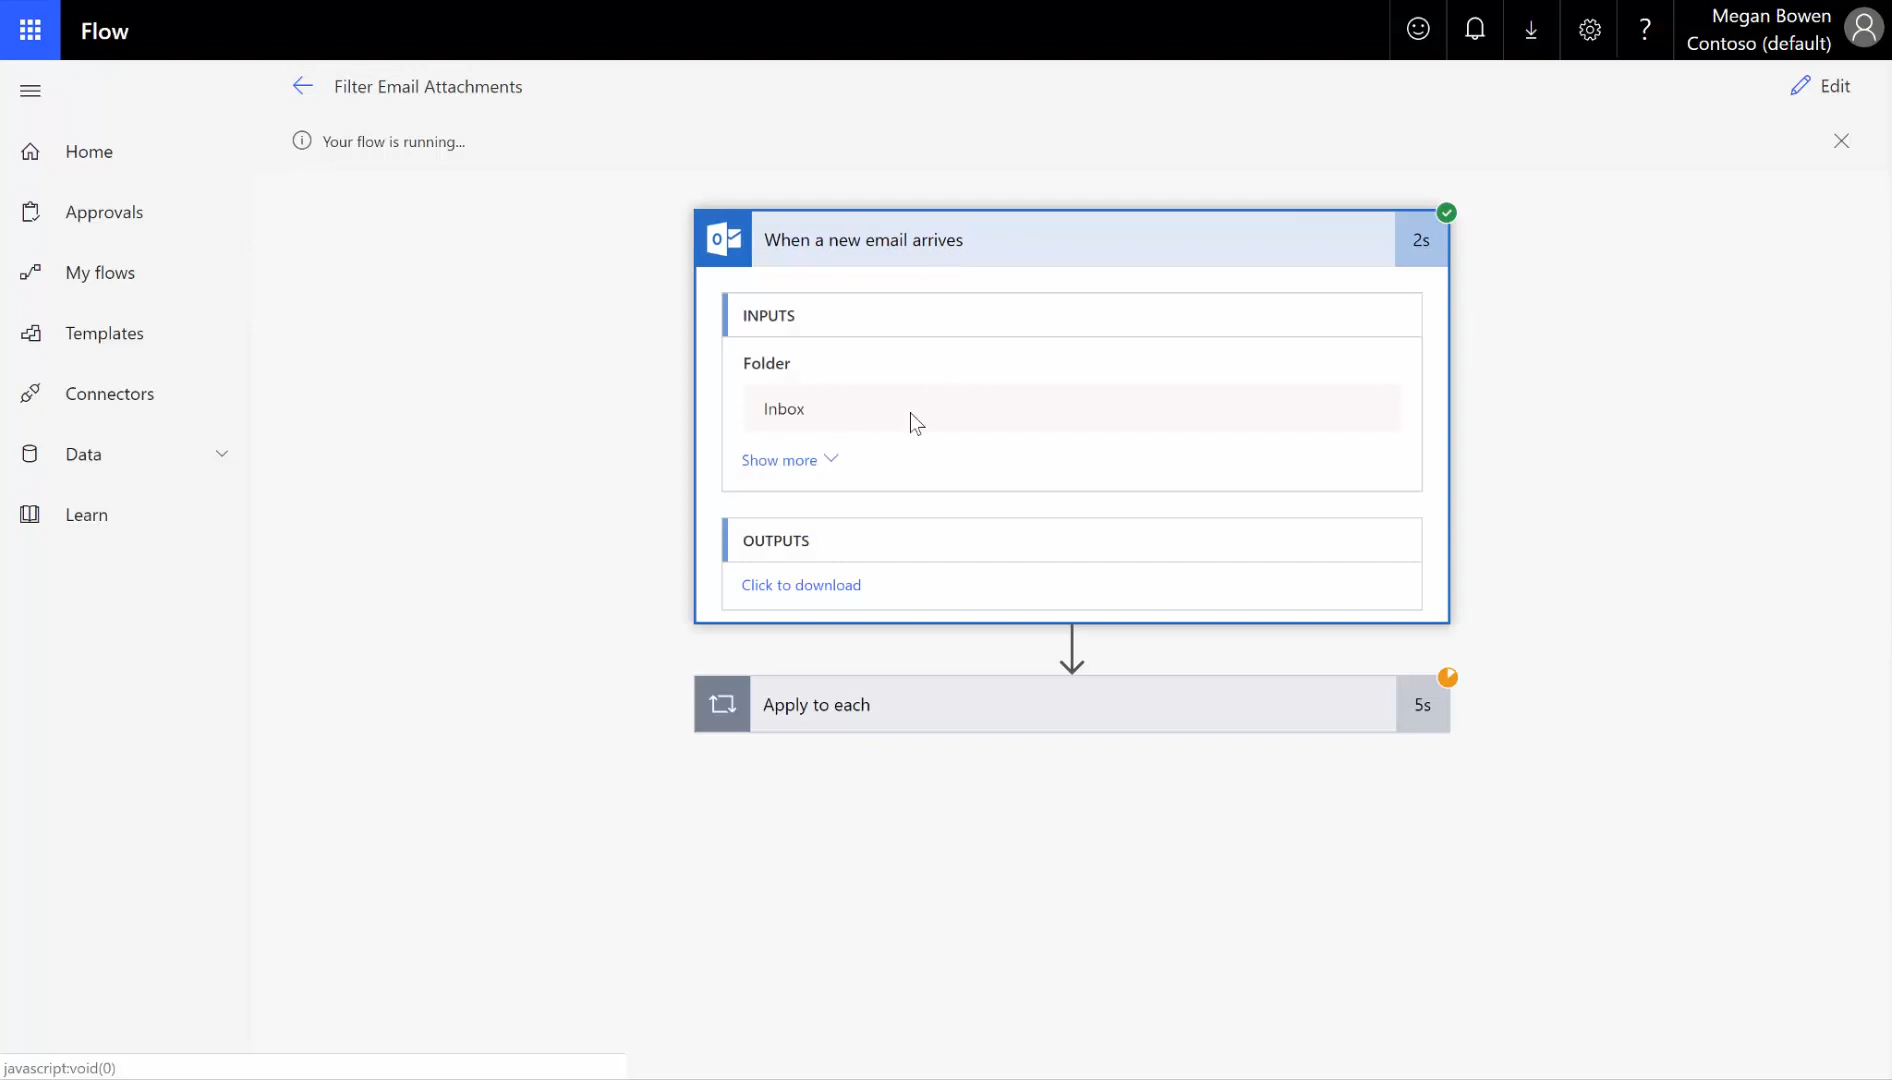 Flow
Megan Bowen
Contoso (default)
Filter Email Attachments
Edit
Your flow is running...
Home
Approvals
My flows
Templates
Connectors
Data
Learn
When a new email arrives
2s
INPUTS
Folder
Inbox
Show more
OUTPUTS
Click to download
Apply to each
5s
javascript:void(0)